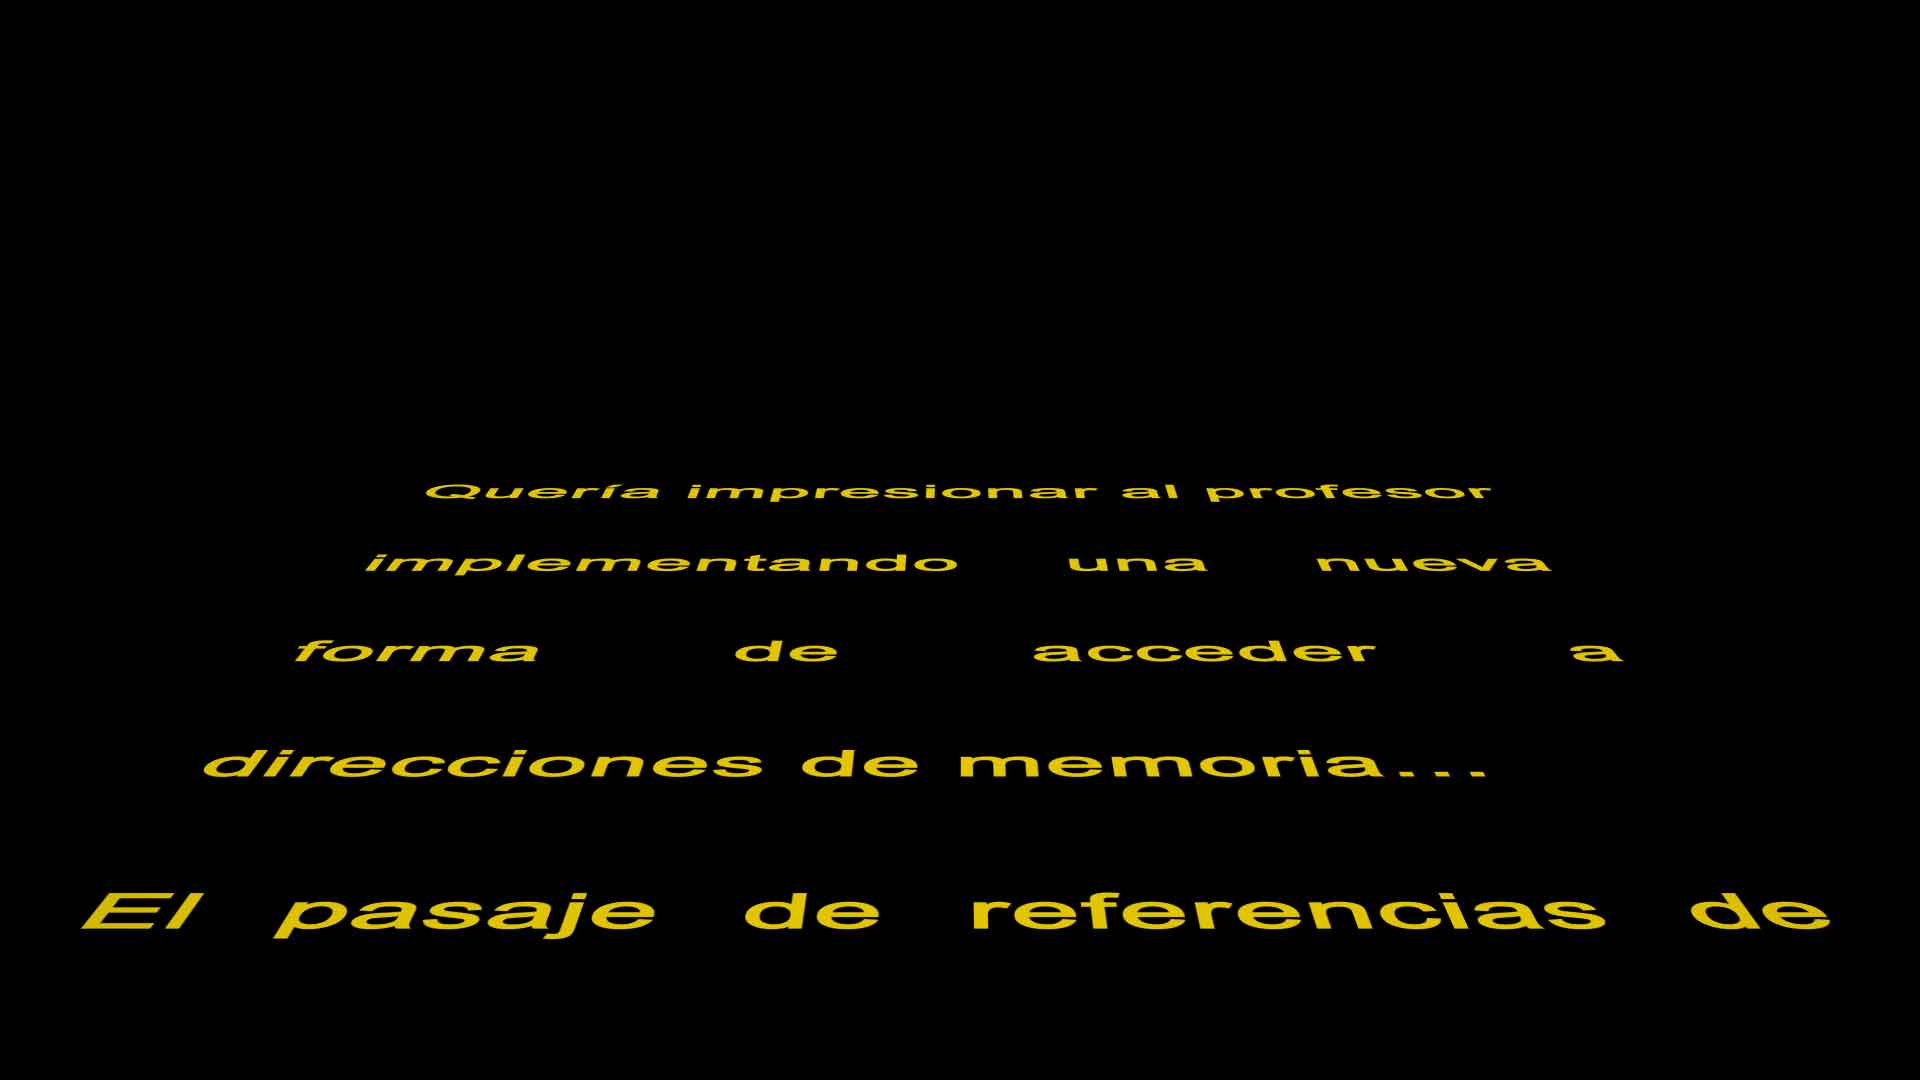 Quería impresionar al profesor
implementando una nueva
forma de acceder a
direcciones de memoria...
El pasaje de referencias de